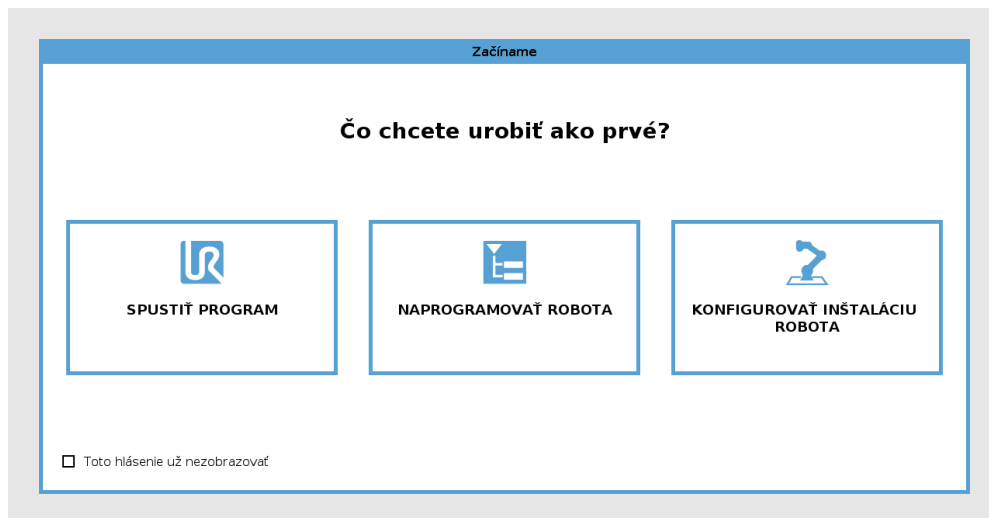 Začíname
Čo chcete urobiť ako prvé?
SPUSTIŤ PROGRAM
NAPROGRAMOVAŤ ROBOTA
KONFIGUROVAŤ INŠTALÁCIU
ROBOTA
Toto hlásenie už nezobrazovať